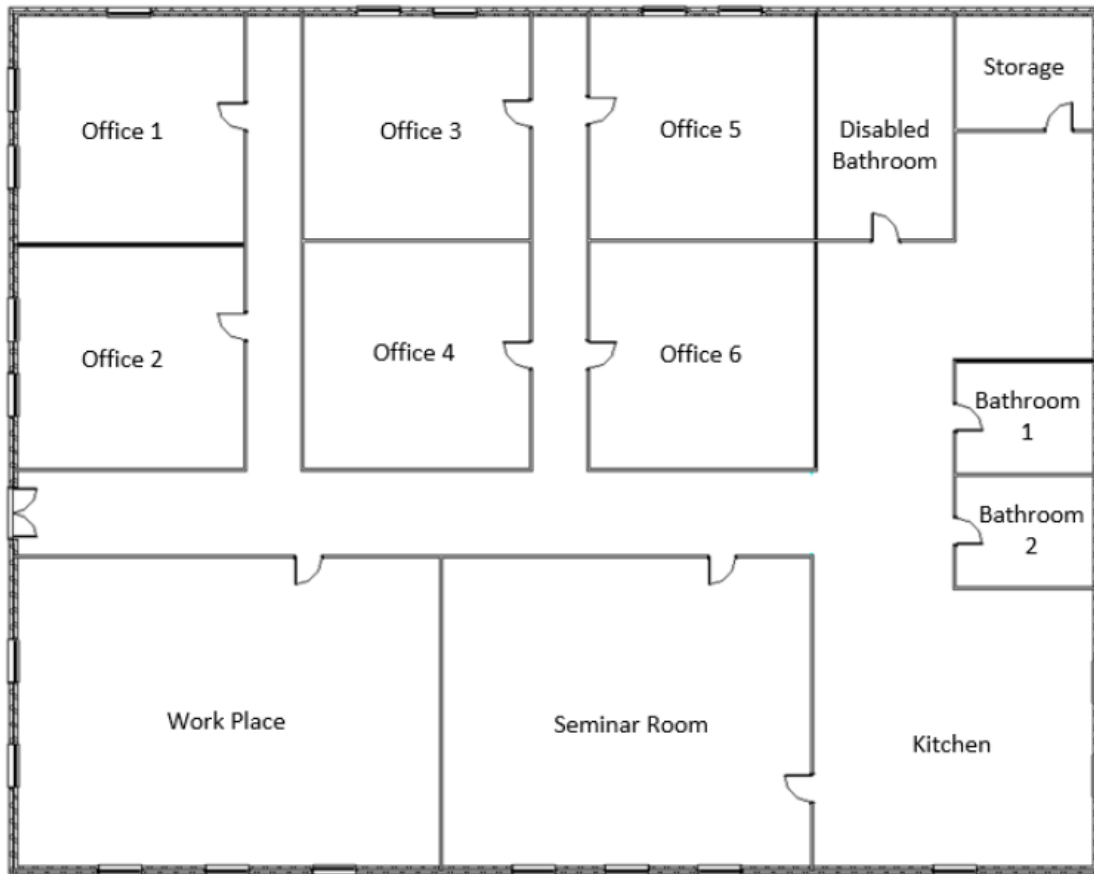 Storage
Office 1
Office 3
Office 5
Disabled
Bathroom
Office 2
Office 4
Office 6
Bathroom
1
Bathroom
2
Work Place
Seminar Room
Kitchen